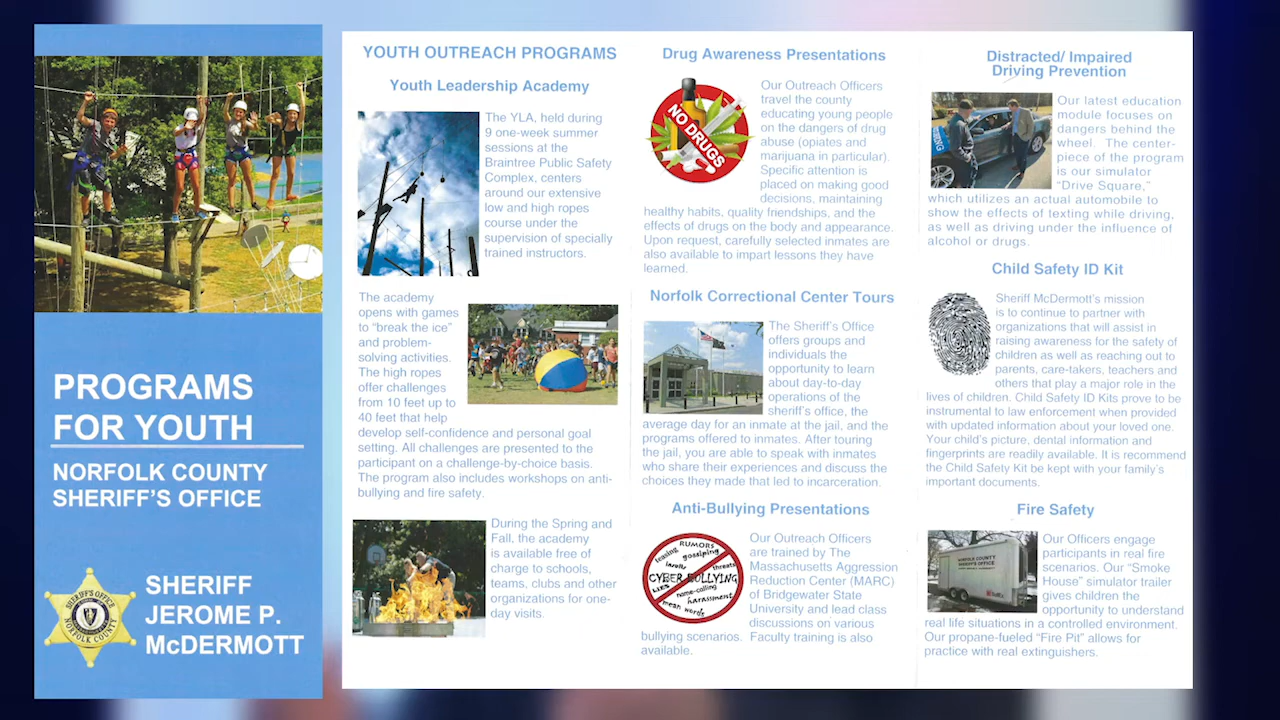 PROGRAMS
FOR YOUTH
NORFOLK COUNTY
SHERIFF'S OFFICE
SHERIFF'S OFFICE
NORFOLK COUNTY
SHERIFF
JEROME P.
McDERMOTT
YOUTH OUTREACH PROGRAMS
Youth Leadership Academy
The YLA, held during
9 one-week summer
sessions at the
Braintree Public Safety
Complex, centers
around our extensive
low and high ropes
course under the
supervision of specially
trained instructors.
The academy
opens with games
to "break the ice"
and problem-
solving activities.
The high ropes
offer challenges
from 10 feet up to
40 feet that help
develop self-confidence and personal goal
setting. All challenges are presented to the
participant on a challenge-by-choice basis.
The program also includes workshops on anti-
bullying and fire safety.
During the Spring and
Fall, the academy
is available free of
charge to schools,
teams, clubs and other
organizations for one-
day visits.
Drug Awareness Presentations
NO DRUGS
Our Outreach Officers
travel the county
educating young people
on the dangers of drug
abuse (opiates and
marijuana in particular).
Specific attention is
placed on making good
decisions, maintaining
healthy habits, quality friendships, and the
effects of drugs on the body and appearance.
Upon request, carefully selected inmates are
also available to impart lessons they have
learned.
Norfolk Correctional Center Tours
The Sheriff's Office
offers groups and
individuals the
opportunity to learn
about day-to-day
operations of the
sheriff's office, the
average day for an inmate at the jail, and the
programs offered to inmates. After touring
the jail, you are able to speak with inmates
who share their experiences and discuss the
choices they made that led to incarceration.
Anti-Bullying Presentations
RUMORS
teasing
gossiping
insults
threats
CYBER BULLYING
LIES
name-calling
harassment
mean words
Our Outreach Officers
are trained by The
Massachusetts Aggression
Reduction Center (MARC)
of Bridgewater State
University and lead class
discussions on various
bullying scenarios. Faculty training is also
available.
Distracted/ Impaired
Driving Prevention
Our latest education
module focuses on
dangers behind the
wheel. The center-
piece of the program
is our simulator
"Drive Square,"
which utilizes an actual automobile to
show the effects of texting while driving,
as well as driving under the influence of
alcohol or drugs.
Child Safety ID Kit
Sheriff McDermott's mission
is to continue to partner with
organizations that will assist in
raising awareness for the safety of
children as well as reaching out to
parents, care-takers, teachers and
others that play a major role in the
lives of children. Child Safety ID Kits prove to be
instrumental to law enforcement when provided
with updated information about your loved one.
Your child's picture, dental information and
fingerprints are readily available. It is recommend
the Child Safety Kit be kept with your family's
important documents.
Fire Safety
NORFOLK COUNTY
SHERIFF'S OFFICE
Our Officers engage
participants in real fire
scenarios. Our "Smoke
House" simulator trailer
gives children the
opportunity to understand
real life situations in a controlled environment.
Our propane-fueled "Fire Pit" allows for
practice with real extinguishers.